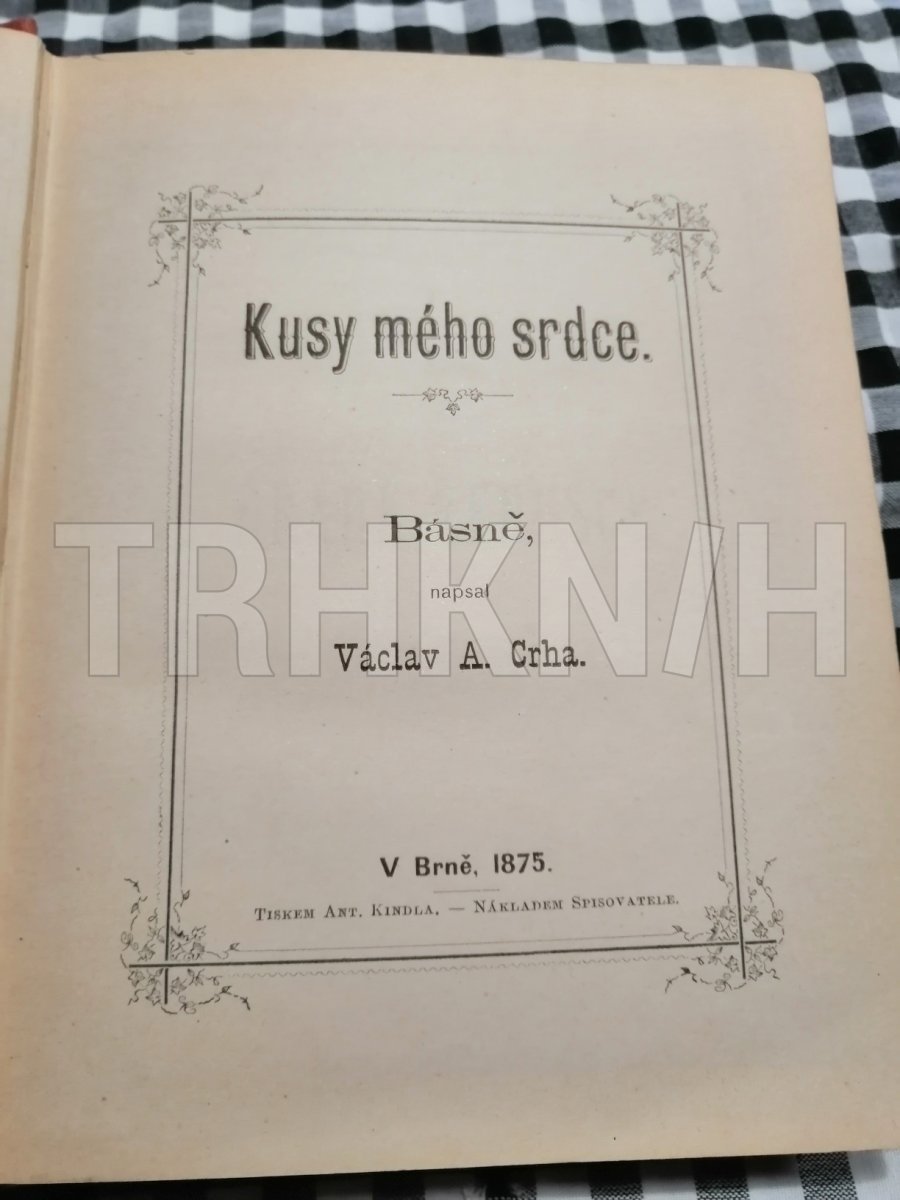 Kusy mého srdce.
Básně,
napsal
Václav A. Crha.
V Brně, 1875.
Tiskem Ant. Kindla. — Nákladem Spisovatele.
TRHKNIH